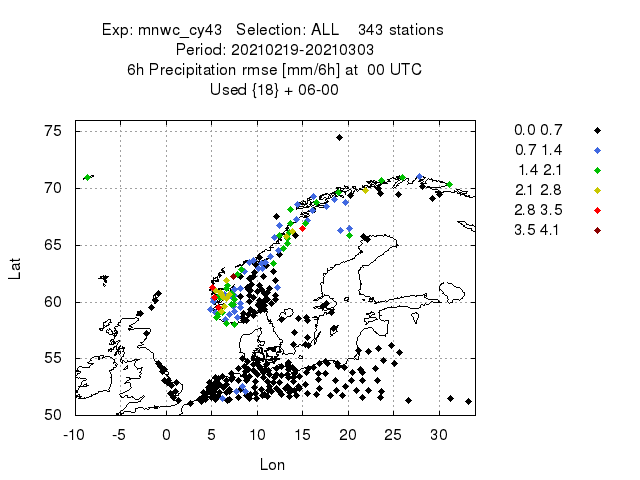 Exp: mnwc_cy43 Selection: ALL 343 stations
Period: 20210219-20210303
6h Precipitation rmse [mm/6h] at 00 UTC
Used {18} + 06-00
0.0 0.7
0.7 1.4
1.4 2.1
2.1 2.8
2.8 3.5
3.5 4.1
75
70
65
60
55
50
Lat
-10 -5 0 5 10 15 20 25 30
Lon